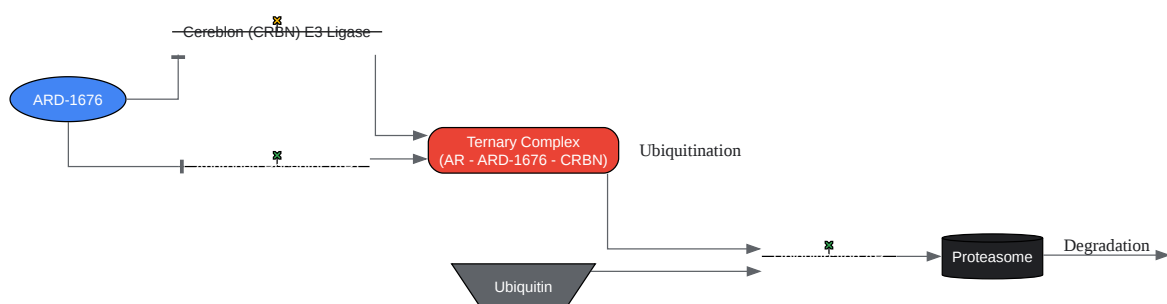 Cereblon (CRBN) E3 Ligase
ARD-1676
Ternary Complex
(AR - ARD-1676 - CRBN)
Ubiquitination
Degradation
Proteasome
Ubiquitin